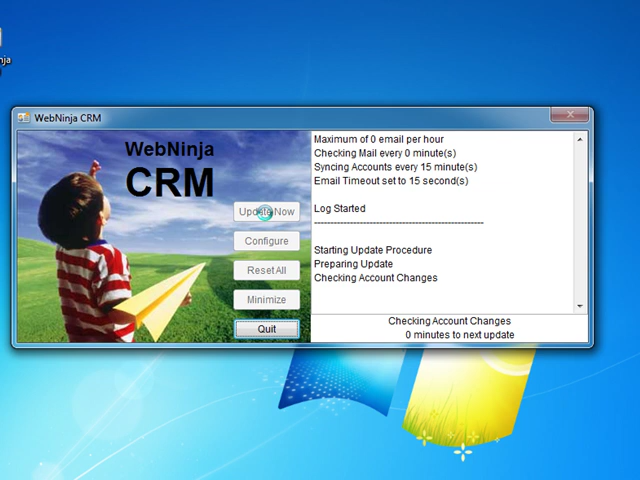 nja
WebNinja CRM
WebNinja
CRM
Update Now
Configure
Reset All
Minimize
Quit
Maximum of 0 email per hour
Checking Mail every 0 minute(s)
Syncing Accounts every 15 minute(s)
Email Timeout set to 15 second(s)
Log Started
--------------------------------------------------
Starting Update Procedure
Preparing Update
Checking Account Changes
Checking Account Changes
0 minutes to next update